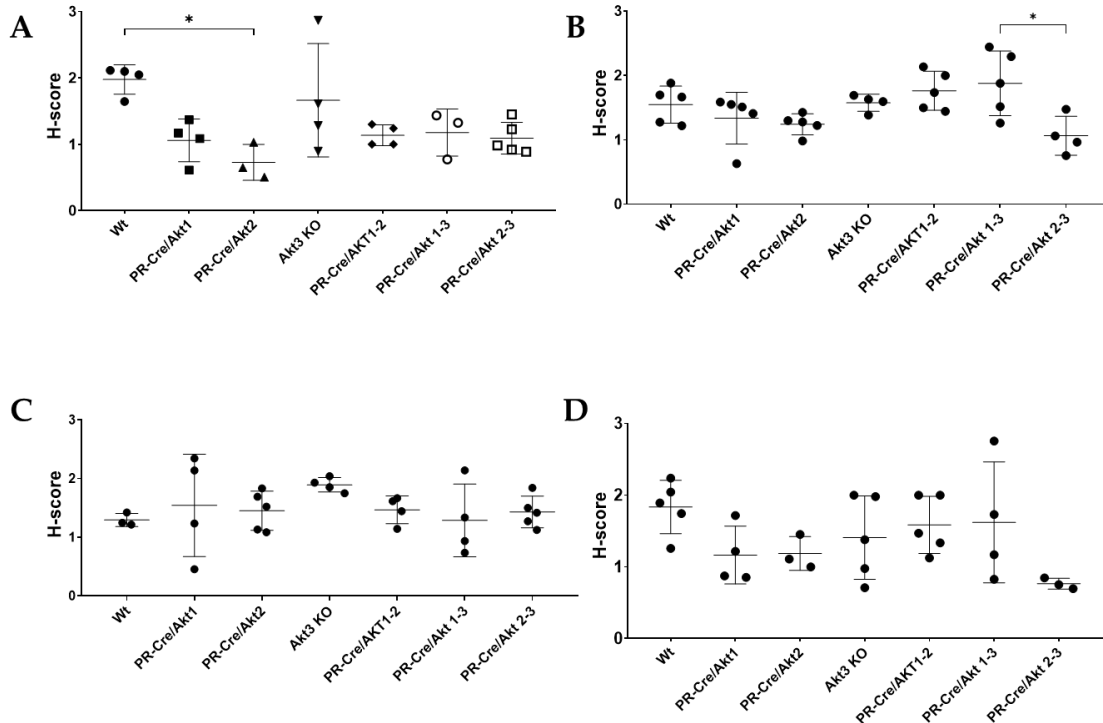 A
H-score
3
2
1
0
*
Wt
PR-Cre/Akt1
PR-Cre/Akt2
Akt3 KO
PR-Cre/AKT1-2
PR-Cre/Akt 1-3
PR-Cre/Akt 2-3
B
H-score
3
2
1
0
*
Wt
PR-Cre/Akt1
PR-Cre/Akt2
Akt3 KO
PR-Cre/AKT1-2
PR-Cre/Akt 1-3
PR-Cre/Akt 2-3
C
H-score
3
2
1
0
Wt
PR-Cre/Akt1
PR-Cre/Akt2
Akt3 KO
PR-Cre/AKT1-2
PR-Cre/Akt 1-3
PR-Cre/Akt 2-3
D
H-score
3
2
1
0
Wt
PR-Cre/Akt1
PR-Cre/Akt2
Akt3 KO
PR-Cre/AKT1-2
PR-Cre/Akt 1-3
PR-Cre/Akt 2-3